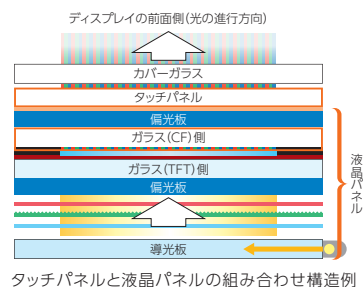 ディスプレイの前面側(光の進行方向)
カバーガラス
タッチパネル
偏光板
ガラス(CF)側
ガラス(TFT)側
偏光板
導光板
液晶パネル
タッチパネルと液晶パネルの組み合わせ構造例